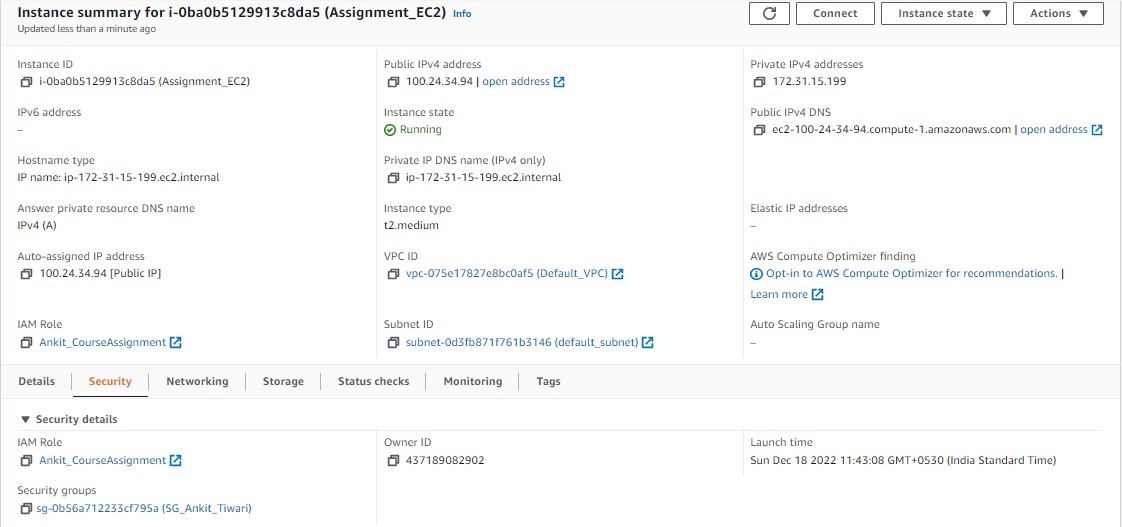 Instance summary for i-0ba0b5129913c8da5 (Assignment_EC2) Info
Updated less than a minute ago
Connect
Instance state
Actions
Instance ID
i-0ba0b5129913c8da5 (Assignment_EC2)
Public IPv4 address
100.24.34.94 | open address
Private IPv4 addresses
172.31.15.199
IPv6 address
–
Instance state
Running
Public IPv4 DNS
ec2-100-24-34-94.compute-1.amazonaws.com | open address
Hostname type
IP name: ip-172-31-15-199.ec2.internal
Private IP DNS name (IPv4 only)
ip-172-31-15-199.ec2.internal
Answer private resource DNS name
IPv4 (A)
Instance type
t2.medium
Elastic IP addresses
–
Auto-assigned IP address
100.24.34.94 [Public IP]
VPC ID
vpc-075e17827e8bc0af5 (Default_VPC)
AWS Compute Optimizer finding
Opt-in to AWS Compute Optimizer for recommendations. |
Learn more
IAM Role
Ankit_CourseAssignment
Subnet ID
subnet-0d3fb871f761b3146 (default_subnet)
Auto Scaling Group name
–
Details
Security
Networking
Storage
Status checks
Monitoring
Tags
Security details
IAM Role
Ankit_CourseAssignment
Owner ID
437189082902
Launch time
Sun Dec 18 2022 11:43:08 GMT+0530 (India Standard Time)
Security groups
sg-0b56a712233cf795a (SG_Ankit_Tiwari)